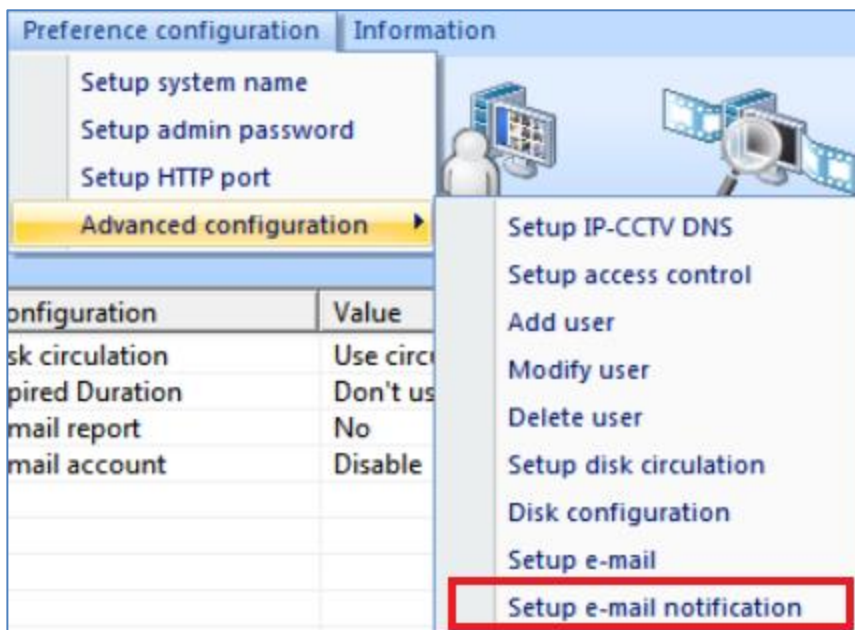 Preference configuration Information
Setup system name
Setup admin password
Setup HTTP port
Advanced configuration
Setup IP-CCTV DNS
Setup access control
Add user
Modify user
Delete user
Setup disk circulation
Disk configuration
Setup e-mail
Setup e-mail notification
onfiguration Value
sk circulation Use circu
pired Duration Don't us
mail report No
mail account Disable